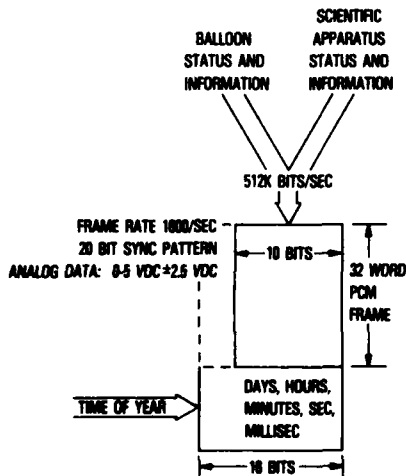 BALLOON
STATUS AND
INFORMATION
SCIENTIFIC
APPARATUS
STATUS AND
INFORMATION
512K BITS/SEC
FRAME RATE 1600/SEC
20 BIT SYNC PATTERN
ANALOG DATA: 0-5 VDC±2.5 VDC
10 BITS
32 WORD
PCM
FRAME
TIME OF YEAR
DAYS, HOURS,
MINUTES, SEC,
MILLISEC
16 BITS